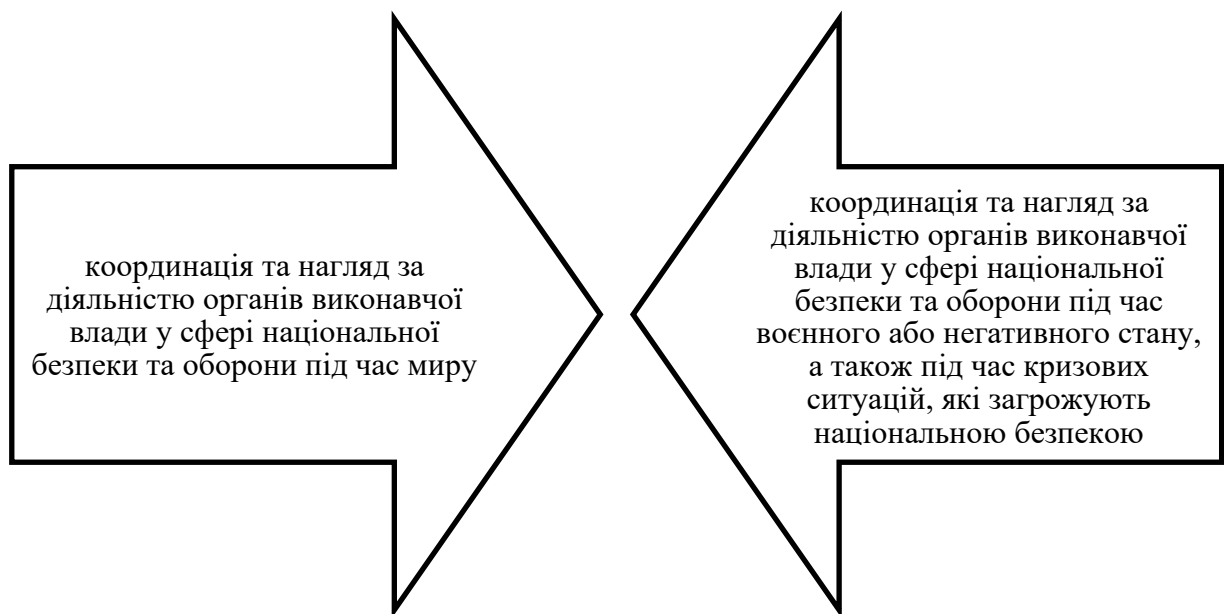 координація та нагляд за
діяльністю органів виконавчої
влади у сфері національної
безпеки та оборони під час миру
координація та нагляд за
діяльністю органів виконавчої
влади у сфері національної
безпеки та оборони під час
воєнного або негативного стану,
а також під час кризових
ситуацій, які загрожують
національною безпекою